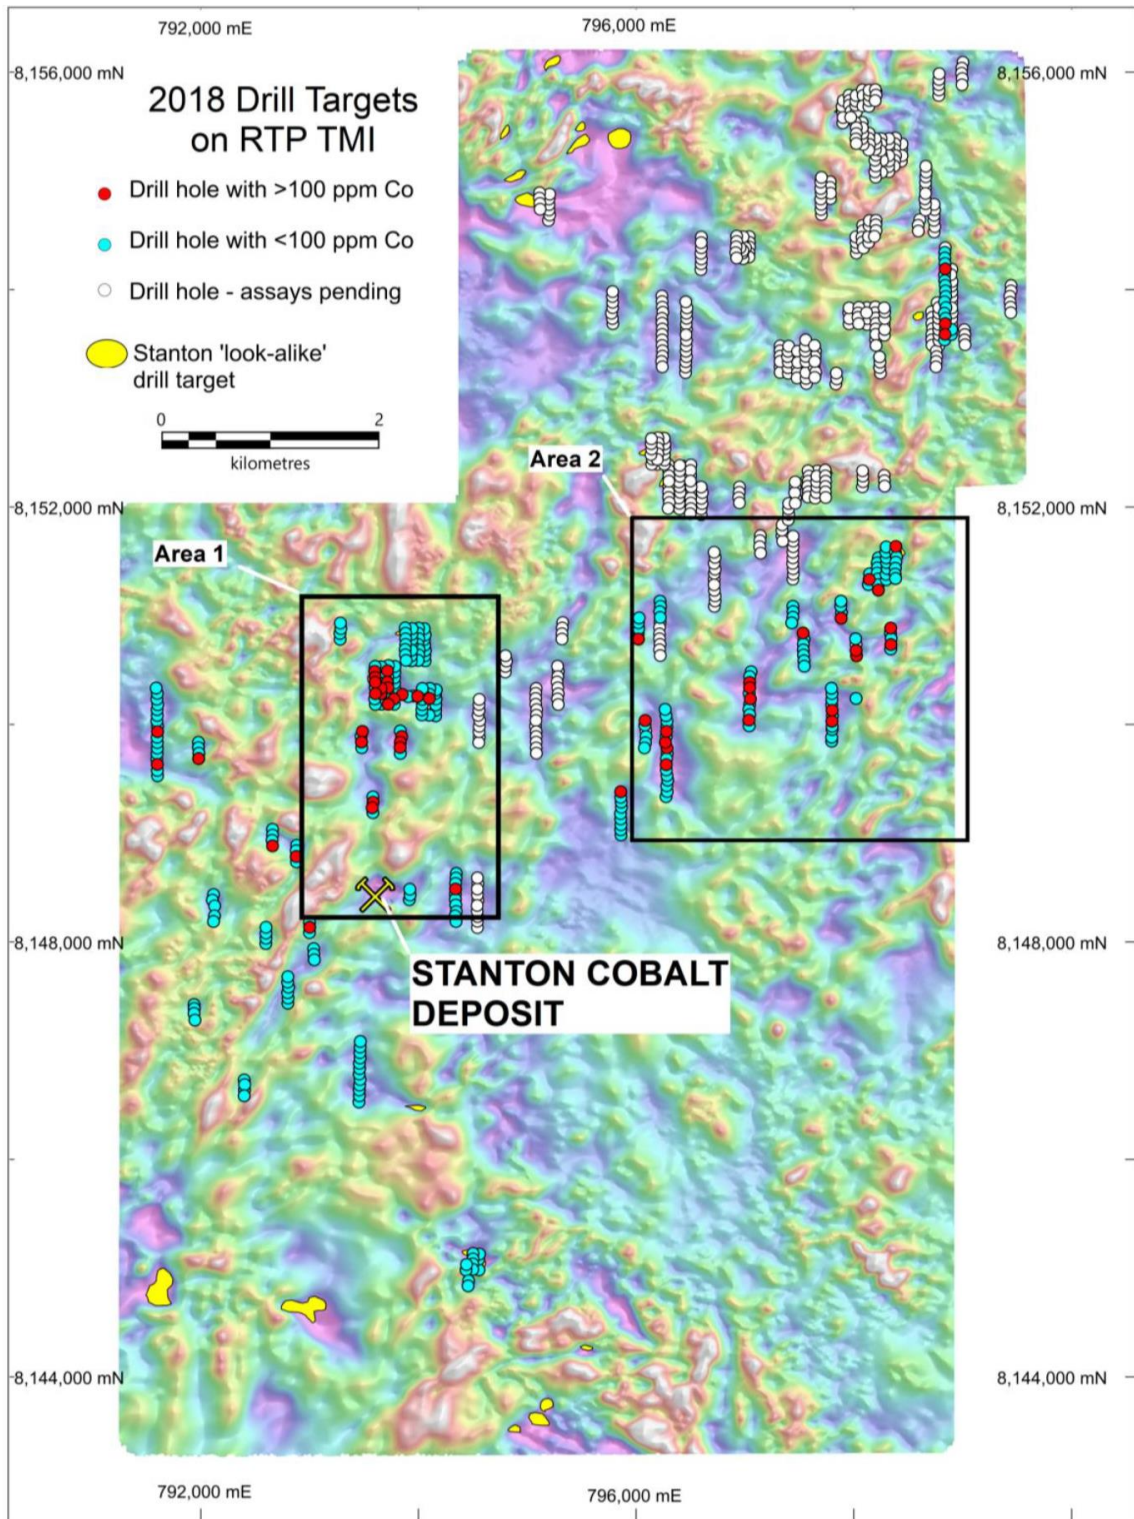 792,000 mE
796,000 mE
8,156,000 mN
8,156,000 mN
2018 Drill Targets
on RTP TMI
Drill hole with >100 ppm Co
Drill hole with <100 ppm Co
Drill hole - assays pending
Stanton 'look-alike'
drill target
0
2
kilometres
Area 2
8,152,000 mN
8,152,000 mN
Area 1
8,148,000 mN
8,148,000 mN
STANTON COBALT
DEPOSIT
8,144,000 mN
8,144,000 mN
792,000 mE
796,000 mE